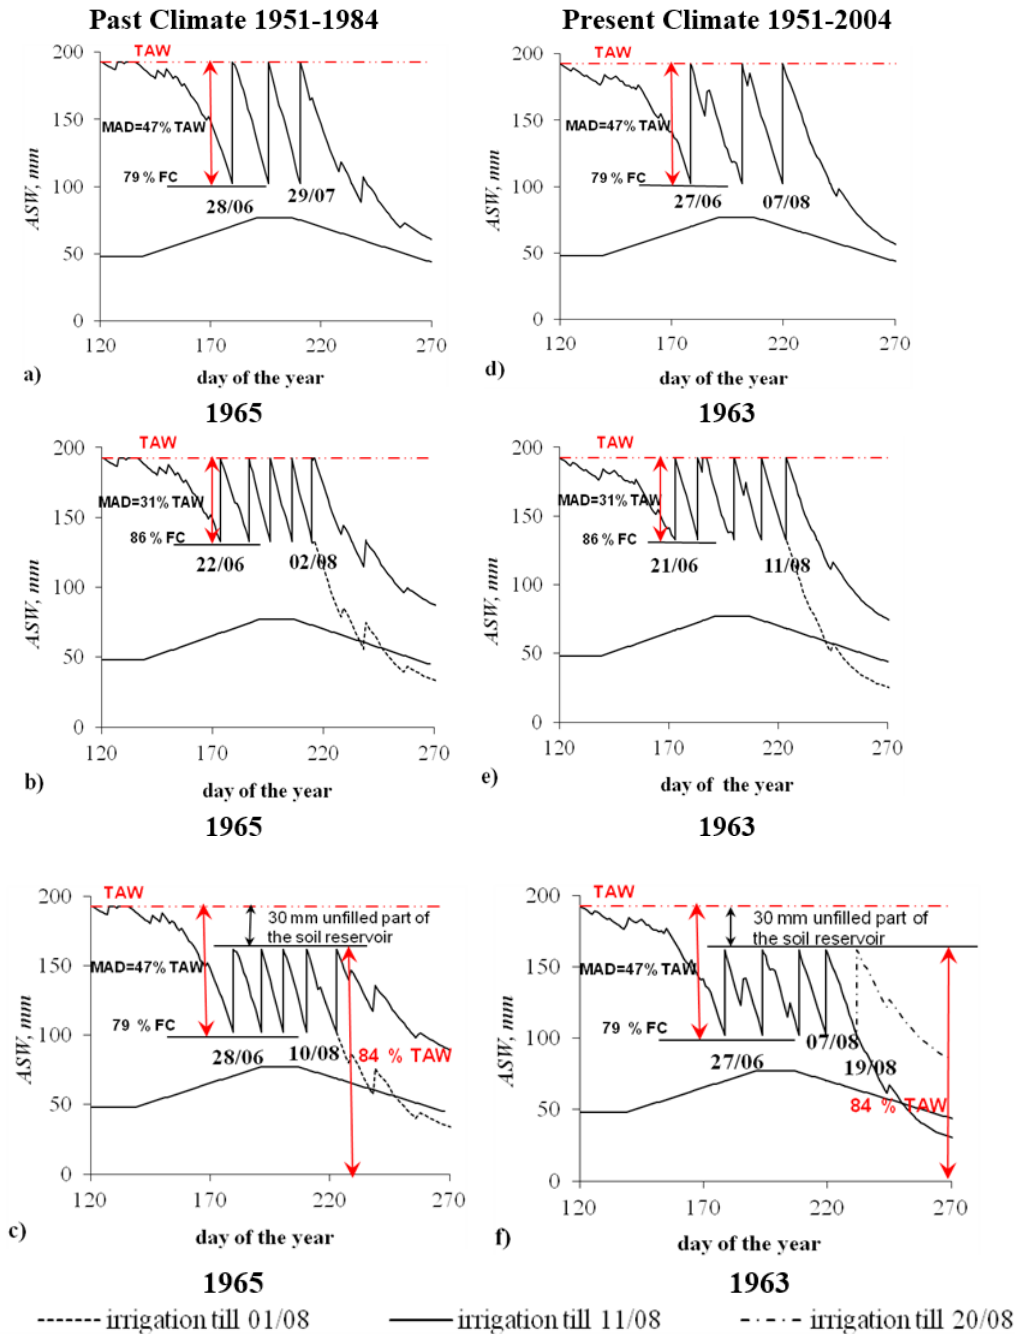 Past Climate 1951-1984
Present Climate 1951-2004
200
150
100
50
0
ASW, mm
TAW
MAD=47% TAW
79 % FC
28/06
29/07
120 170 220 270
a)
day of the year
1965
200
150
100
50
0
ASW, mm
TAW
MAD=47% TAW
79 % FC
27/06
07/08
120 170 220 270
d)
day of the year
1963
200
150
100
50
0
ASW, mm
TAW
MAD=31% TAW
86 % FC
22/06
02/08
120 170 220 270
b)
day of the year
1965
200
150
100
50
0
ASW, mm
TAW
MAD=31% TAW
86 % FC
21/06
11/08
120 170 220 270
e)
day of the year
1963
200
150
100
50
0
ASW, mm
TAW
30 mm unfilled part of
the soil reservoir
MAD=47% TAW
79 % FC
28/06
10/08
84 % TAW
120 170 220 270
c)
day of the year
1965
200
150
100
50
0
ASW, mm
TAW
30 mm unfilled part of
the soil reservoir
MAD=47% TAW
79 % FC
27/06
07/08
19/08
84 % TAW
120 170 220 270
f)
day of the year
1963
irrigation till 01/08
irrigation till 11/08
irrigation till 20/08